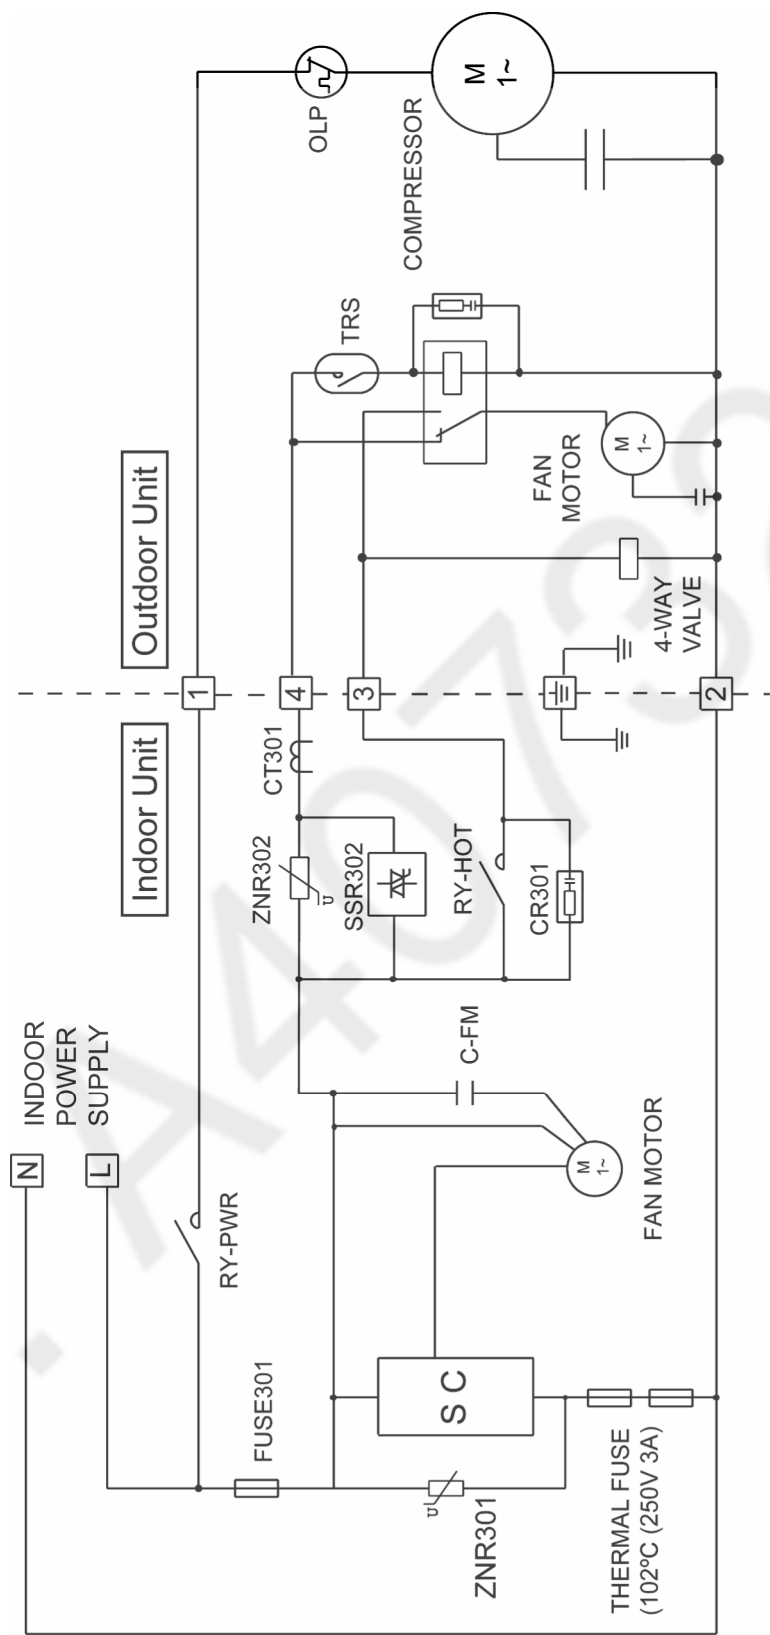 INDOOR
POWER
SUPPLY
N
L
Indoor Unit
Outdoor Unit
RY-PWR
1
OLP
M
1~
COMPRESSOR
FUSE301
ZNR302
U
SSR302
CT301
4
3
TRS
C-FM
RY-HOT
CR301
FAN
MOTOR
M
1~
4-WAY
VALVE
2
S C
ZNR301
U
M
1~
FAN MOTOR
THERMAL FUSE
(102ºC (250V 3A)